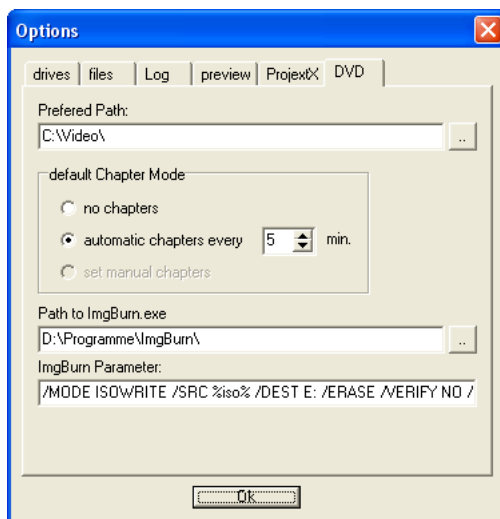 Options
drives files Log preview ProjextX DVD
Prefered Path:
C:\Video\ ..
default Chapter Mode
no chapters
automatic chapters every 5 min.
set manual chapters
Path to ImgBurn.exe
D:\Programme\ImgBurn\ ..
ImgBurn Parameter:
/MODE ISOWRITE /SRC %iso% /DEST E: /ERASE /VERIFY NO /
Ok